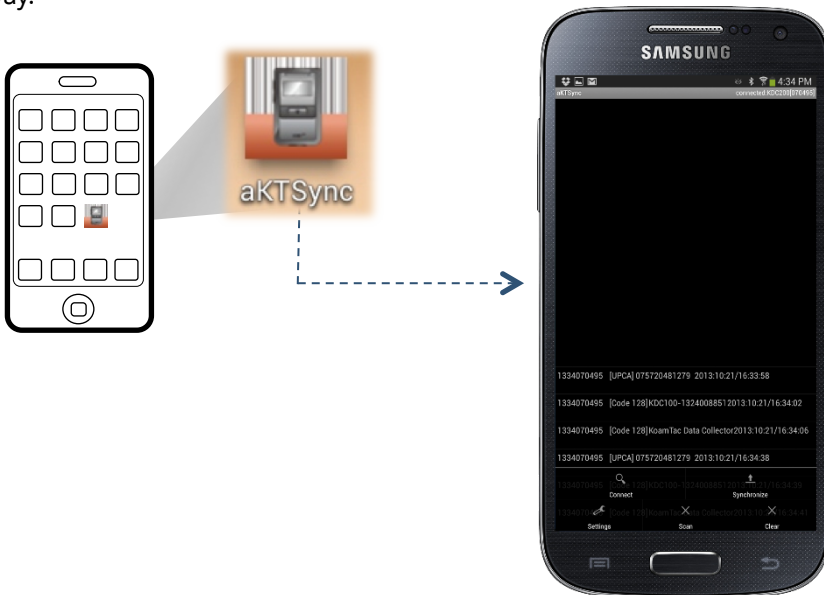 ay.
SAMSUNG
4:34 PM
aKTSync
connected KDC200[070495]
aKTSync
1334070495 [UPCA] 075720481279 2013:10:21/16:33:58
1334070495 [Code 128]KDC100-13240088512013:10:21/16:34:02
1334070495 [Code 128]KoamTac Data Collector2013:10:21/16:34:06
1334070495 [UPCA] 075720481279 2013:10:21/16:34:38
Connect
Synchronize
Settings
Scan
Clear